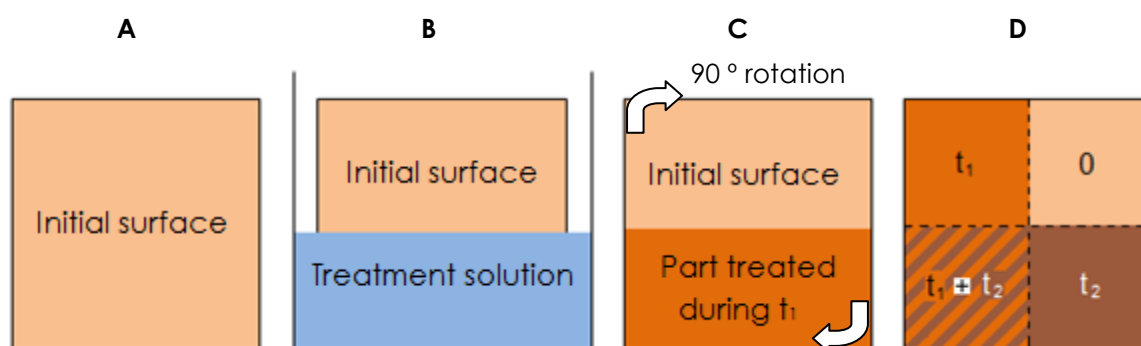 A
B
C
D
90 º rotation
Initial surface
Initial surface
Treatment solution
Initial surface
Part treated
during t₁
t₁
0
t₁ + t₂
t₂